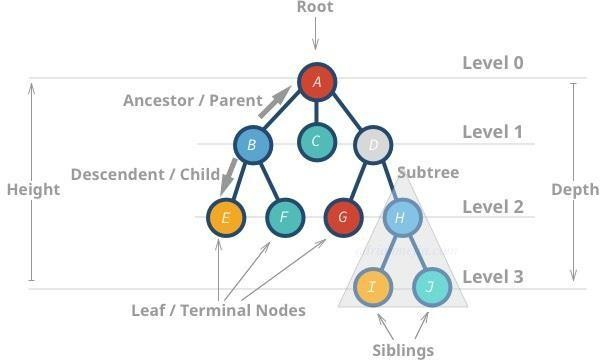 Root
Level 0
A
Ancestor / Parent
Level 1
B
C
D
Descendent / Child
Subtree
Height
Depth
Level 2
E
F
G
H
Level 3
I
J
Leaf / Terminal Nodes
Siblings